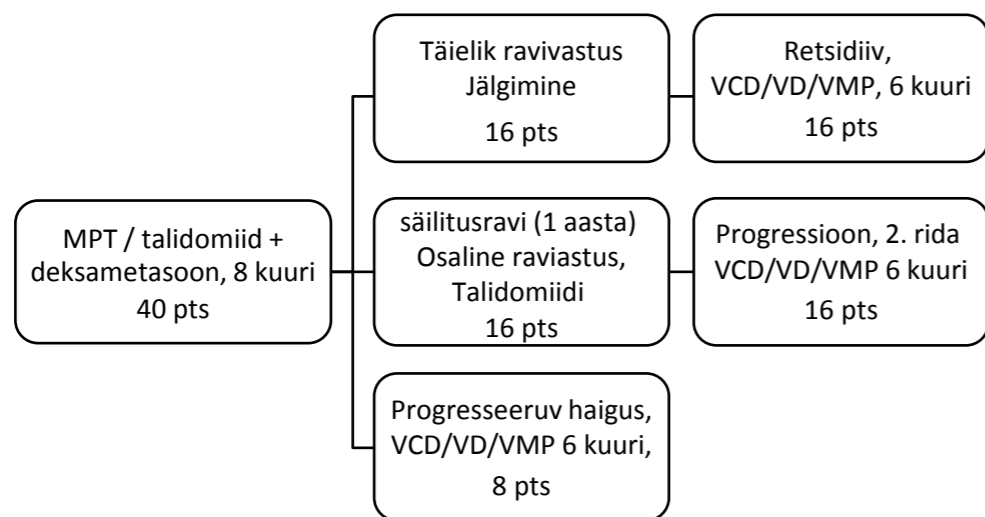 MPT / talidomiid +
deksametasoon, 8 kuuri
40 pts
Täielik ravivastus
Jälgimine
16 pts
Retsidiiv,
VCD/VD/VMP, 6 kuuri
16 pts
säilitusravi (1 aasta)
Osaline raviastus,
Talidomiidi
16 pts
Progressioon, 2. rida
VCD/VD/VMP 6 kuuri
16 pts
Progresseeruv haigus,
VCD/VD/VMP 6 kuuri,
8 pts